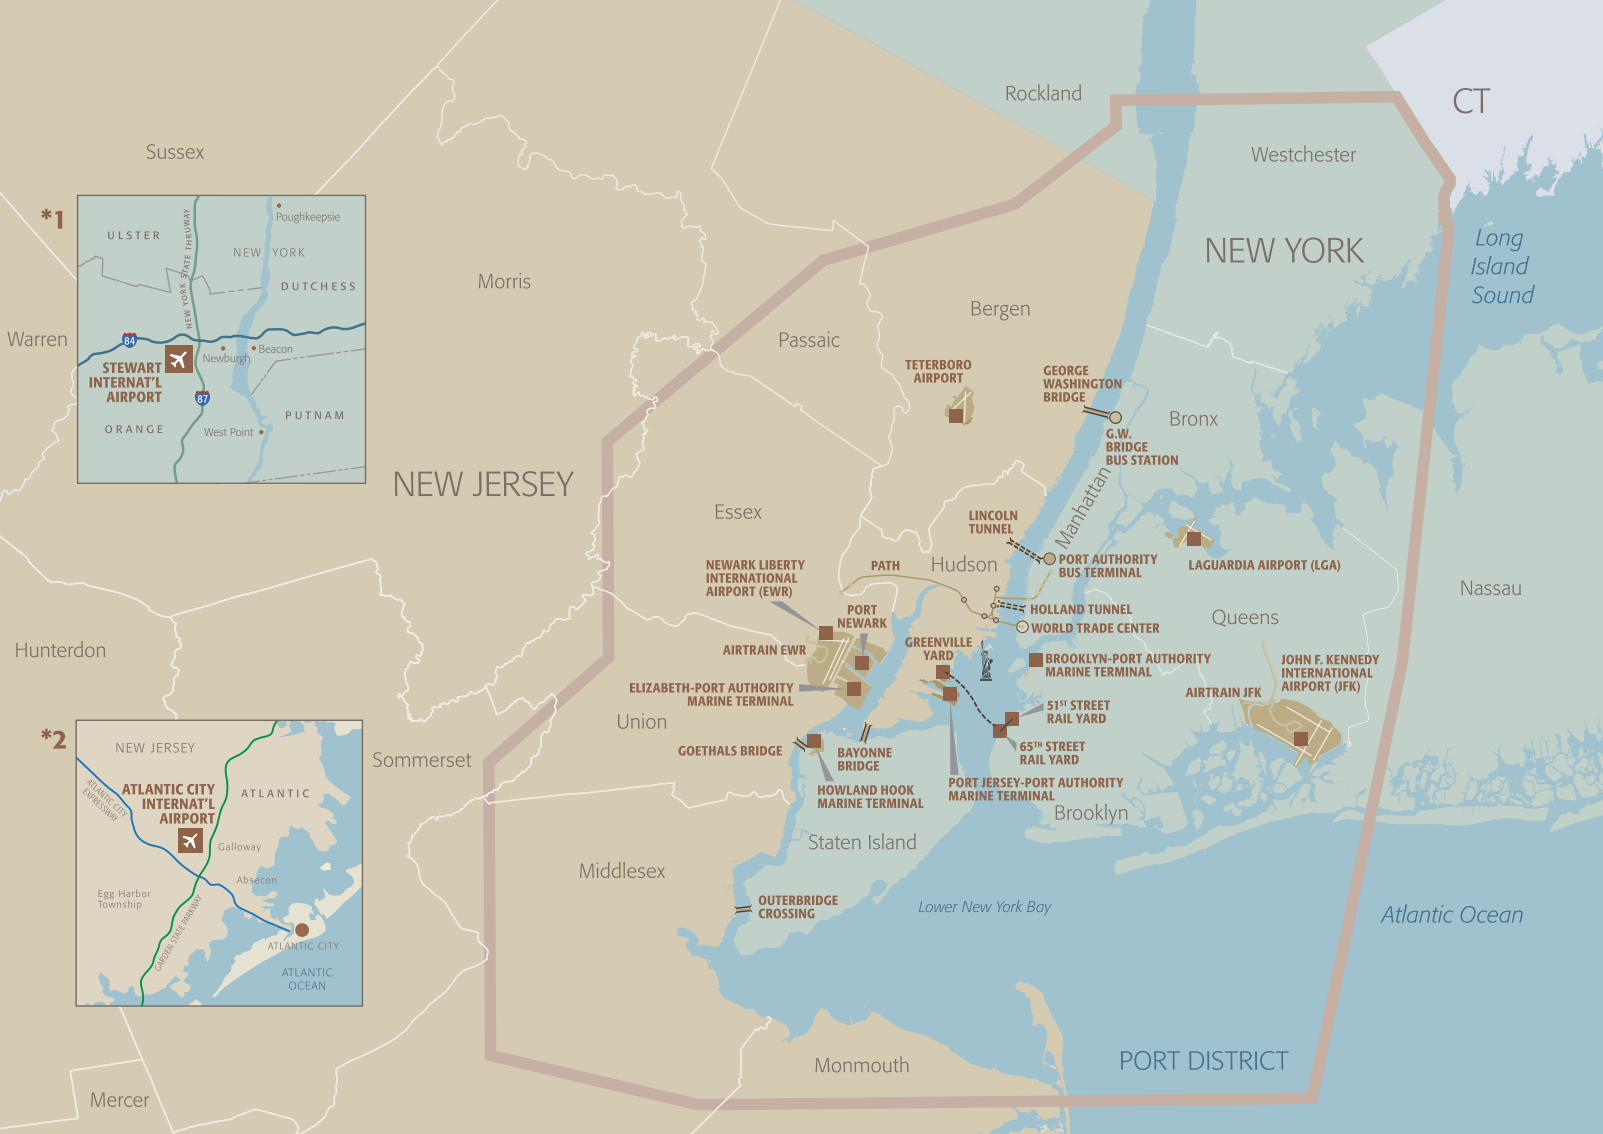 Rockland
CT
Sussex
Westchester
*1
Poughkeepsie
ULSTER
NEW YORK STATE THRUWAY
NEW YORK
DUTCHESS
84
Newburgh
Beacon
STEWART
INTERNAT'L
AIRPORT
87
PUTNAM
ORANGE
West Point
NEW YORK
Long
Island
Sound
Morris
Bergen
Warren
Passaic
TETERBORO
AIRPORT
GEORGE
WASHINGTON
BRIDGE
Bronx
G.W.
BRIDGE
BUS STATION
NEW JERSEY
Manhattan
Essex
LINCOLN
TUNNEL
Hudson
PATH
PORT AUTHORITY
BUS TERMINAL
LAGUARDIA AIRPORT (LGA)
NEWARK LIBERTY
INTERNATIONAL
AIRPORT (EWR)
Nassau
PORT
NEWARK
HOLLAND TUNNEL
WORLD TRADE CENTER
Queens
Hunterdon
AIRTRAIN EWR
GREENVILLE
YARD
BROOKLYN-PORT AUTHORITY
MARINE TERMINAL
JOHN F. KENNEDY
INTERNATIONAL
AIRPORT (JFK)
AIRTRAIN JFK
ELIZABETH-PORT AUTHORITY
MARINE TERMINAL
51ST STREET
RAIL YARD
Union
GOETHALS BRIDGE
BAYONNE
BRIDGE
65TH STREET
RAIL YARD
Sommerset
HOWLAND HOOK
MARINE TERMINAL
PORT JERSEY-PORT AUTHORITY
MARINE TERMINAL
Brooklyn
*2
NEW JERSEY
ATLANTIC CITY
EXPRESSWAY
ATLANTIC CITY
INTERNAT'L
AIRPORT
ATLANTIC
Galloway
Absecon
Egg Harbor
Township
GARDEN STATE PARKWAY
ATLANTIC CITY
ATLANTIC
OCEAN
Staten Island
Middlesex
OUTERBRIDGE
CROSSING
Lower New York Bay
Atlantic Ocean
Monmouth
PORT DISTRICT
Mercer